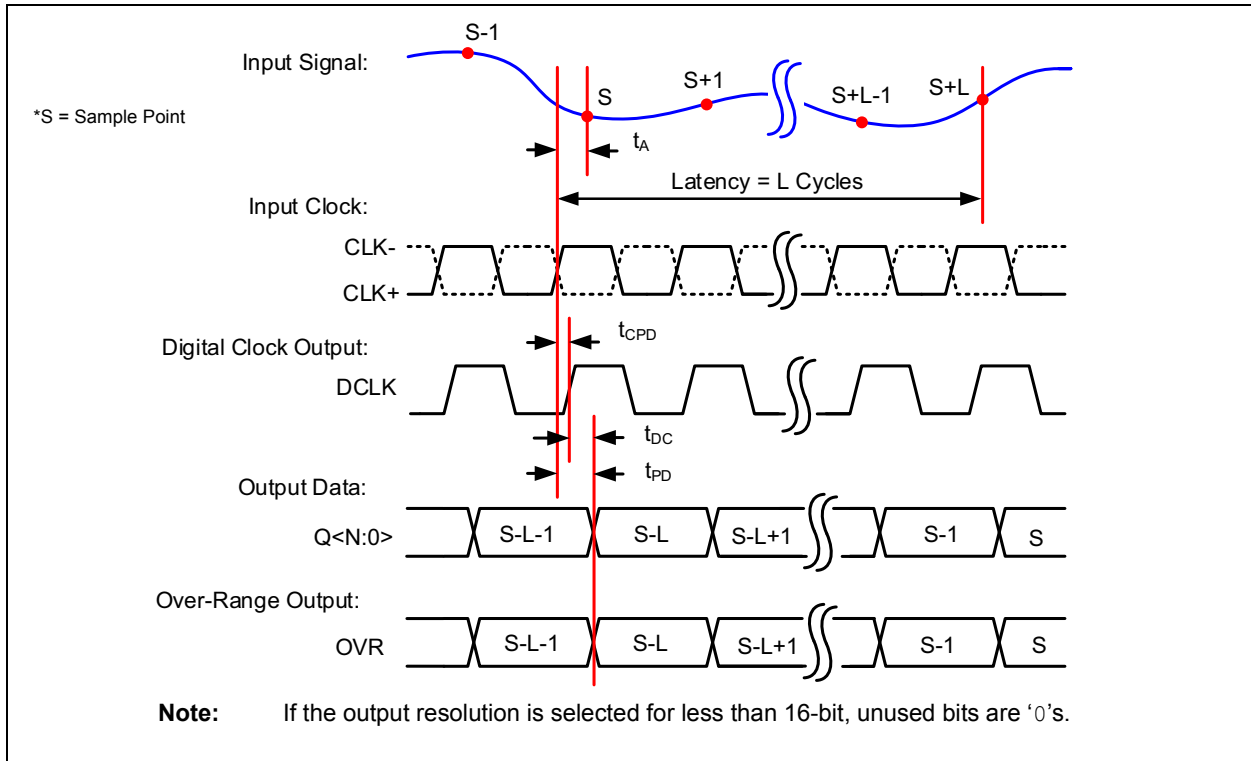 S-1
Input Signal:
S
S+1
S+L-1
S+L
*S = Sample Point
tA
Latency = L Cycles
Input Clock:
CLK-
CLK+
tCPD
Digital Clock Output:
DCLK
tDC
tPD
Output Data:
Q<N:0> S-L-1 S-L S-L+1 S-1 S
Over-Range Output:
OVR S-L-1 S-L S-L+1 S-1 S
Note: If the output resolution is selected for less than 16-bit, unused bits are ‘0’s.